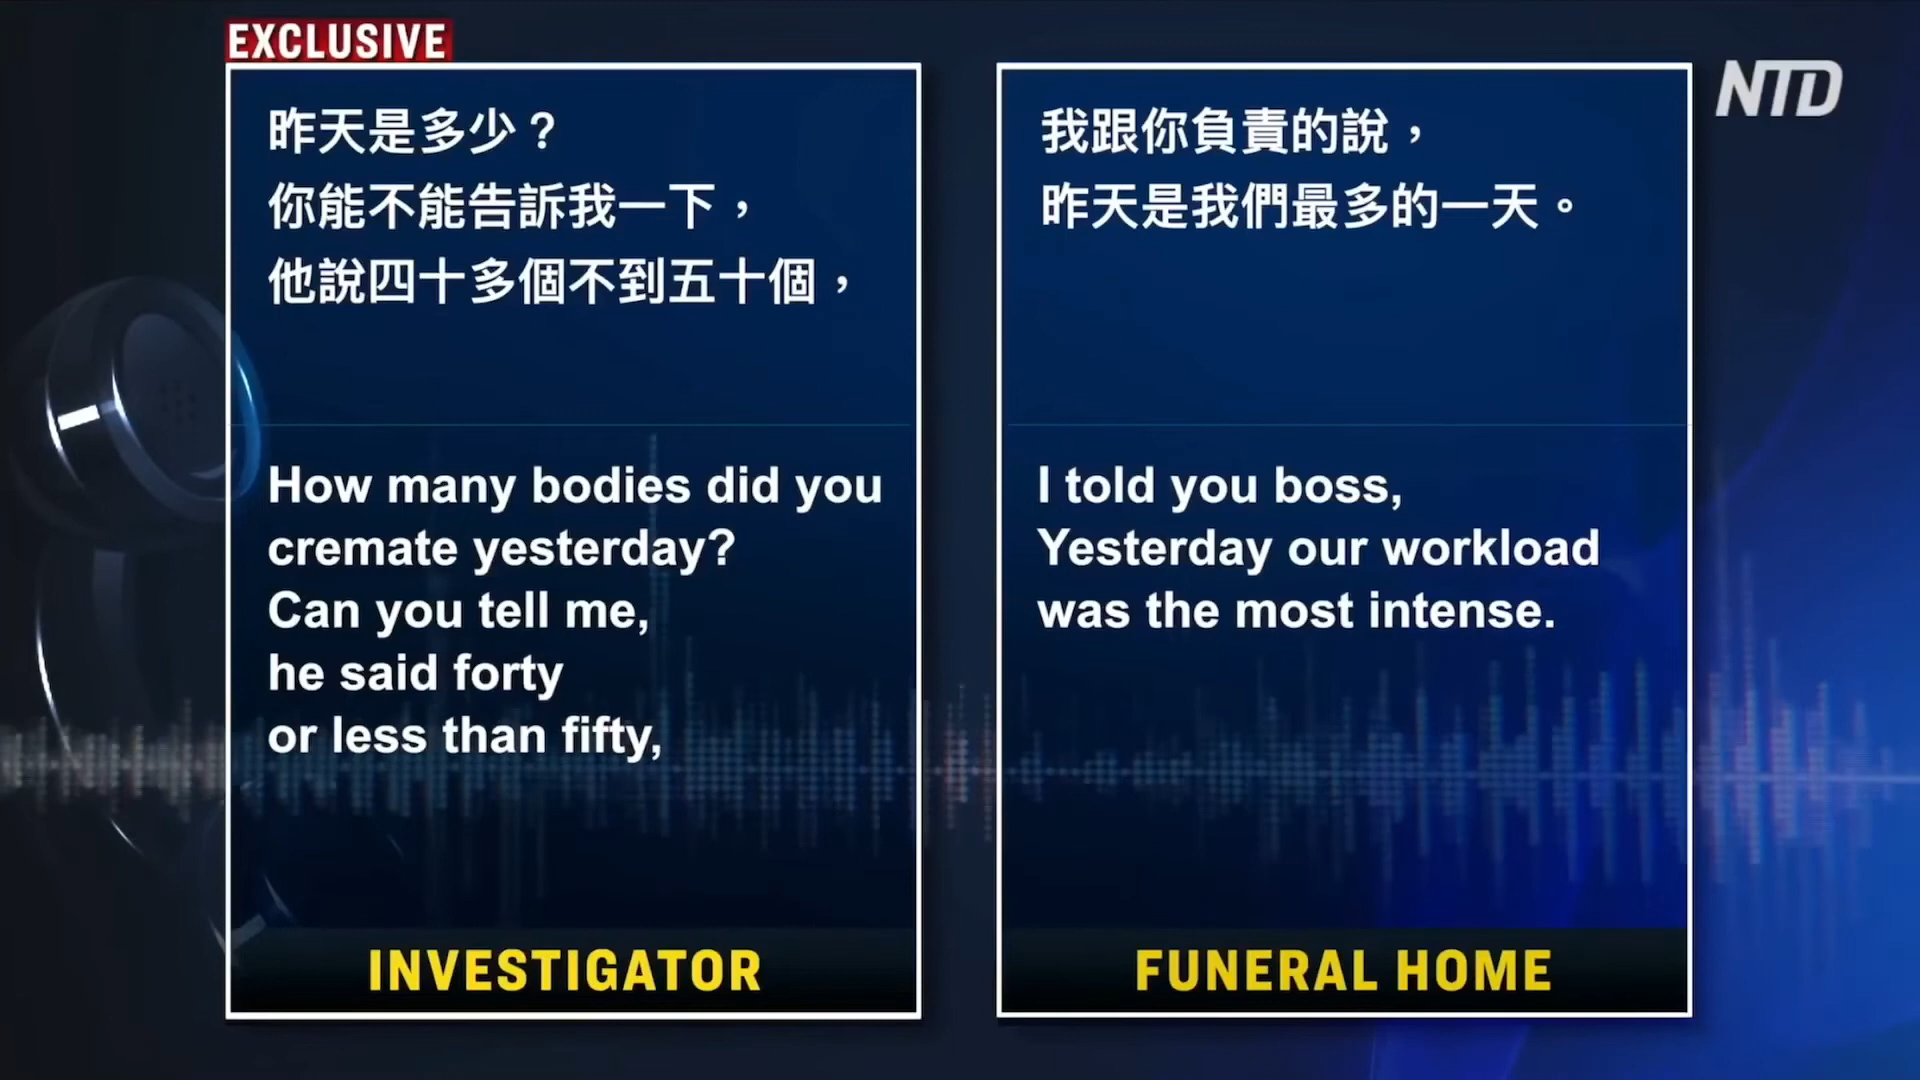 EXCLUSIVE
NTD
昨天是多少？
你能不能告訴我一下，
他說四十多個不到五十個，
How many bodies did you
cremate yesterday?
Can you tell me,
he said forty
or less than fifty,
INVESTIGATOR
我跟你負責的說，
昨天是我們最多的一天。
I told you boss,
Yesterday our workload
was the most intense.
FUNERAL HOME